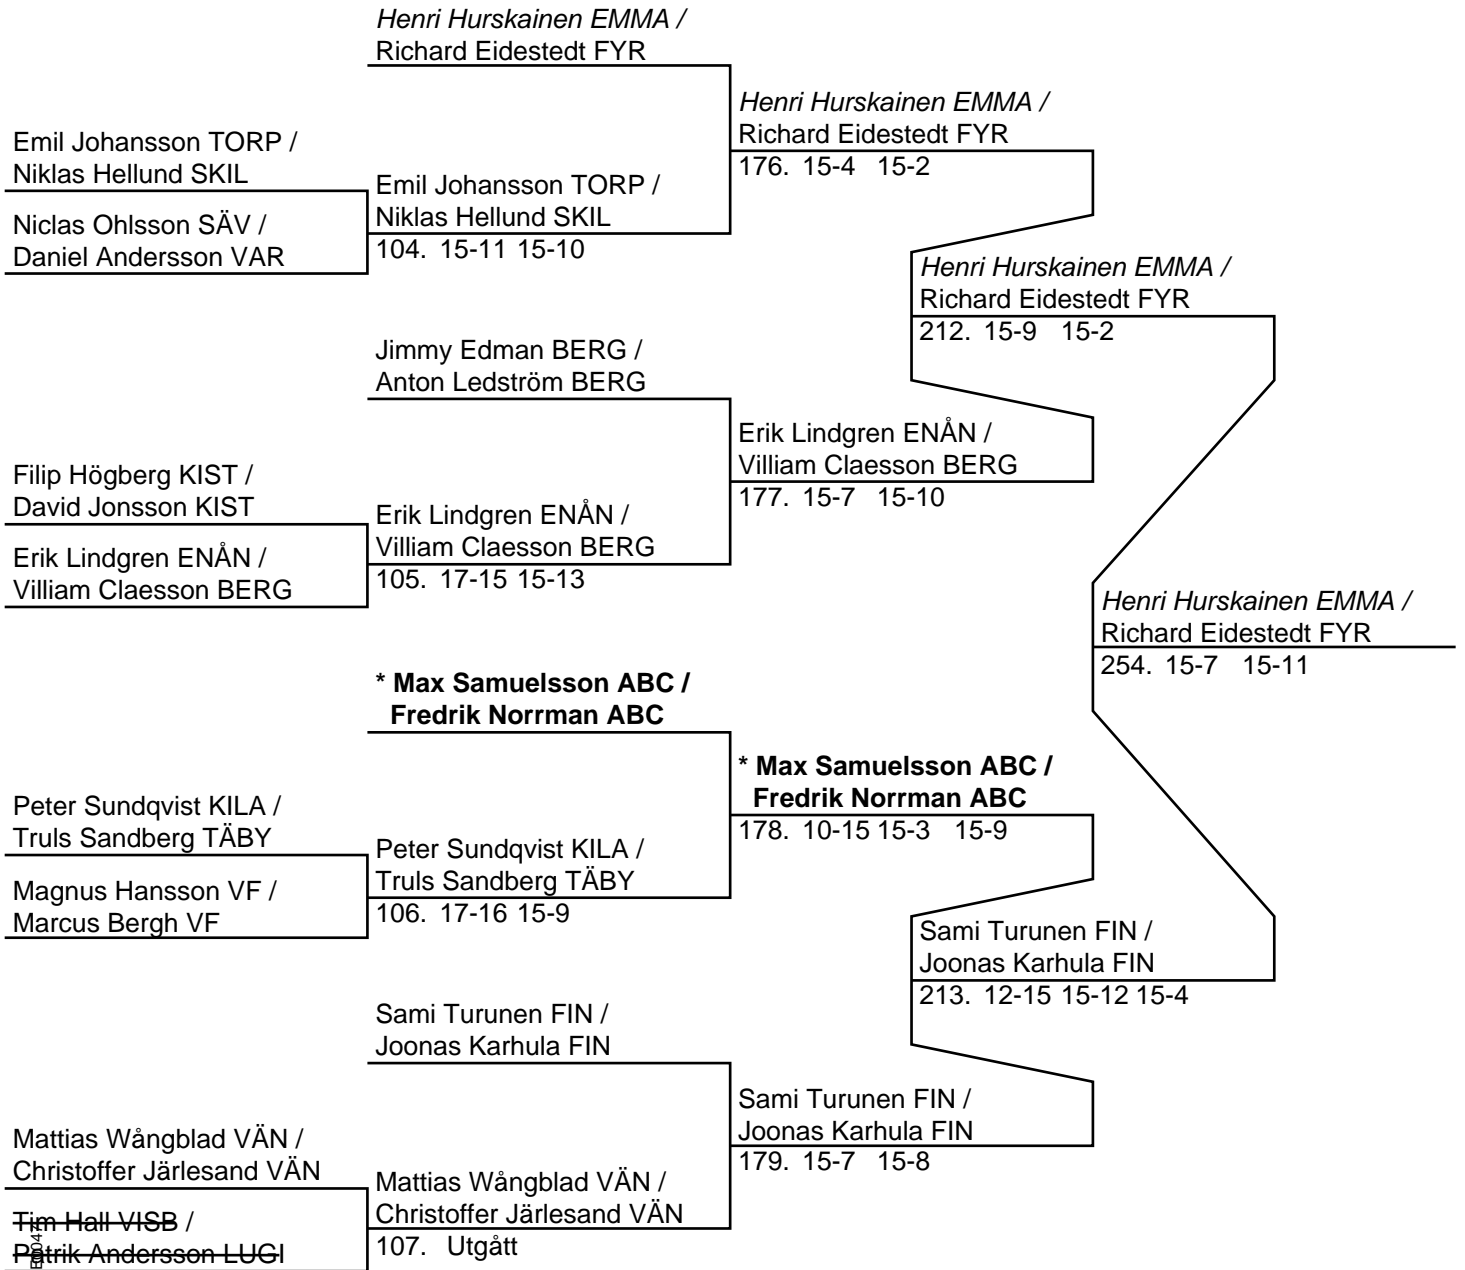 Henri Hurskainen EMMA /
Richard Eidestedt FYR
Henri Hurskainen EMMA /
Richard Eidestedt FYR
176. 15-4 15-2
Emil Johansson TORP /
Niklas Hellund SKIL
Emil Johansson TORP /
Niklas Hellund SKIL
104. 15-11 15-10
Niclas Ohlsson SÄV /
Daniel Andersson VAR
Henri Hurskainen EMMA /
Richard Eidestedt FYR
212. 15-9 15-2
Jimmy Edman BERG /
Anton Ledström BERG
Erik Lindgren ENÅN /
Villiam Claesson BERG
177. 15-7 15-10
Filip Högberg KIST /
David Jonsson KIST
Erik Lindgren ENÅN /
Villiam Claesson BERG
105. 17-15 15-13
Erik Lindgren ENÅN /
Villiam Claesson BERG
Henri Hurskainen EMMA /
Richard Eidestedt FYR
254. 15-7 15-11
* Max Samuelsson ABC /
Fredrik Norrman ABC
* Max Samuelsson ABC /
Fredrik Norrman ABC
178. 10-15 15-3 15-9
Peter Sundqvist KILA /
Truls Sandberg TÄBY
Peter Sundqvist KILA /
Truls Sandberg TÄBY
106. 17-16 15-9
Magnus Hansson VF /
Marcus Bergh VF
Sami Turunen FIN /
Joonas Karhula FIN
213. 12-15 15-12 15-4
Sami Turunen FIN /
Joonas Karhula FIN
Sami Turunen FIN /
Joonas Karhula FIN
179. 15-7 15-8
Mattias Wångblad VÄN /
Christoffer Järlesand VÄN
Mattias Wångblad VÄN /
Christoffer Järlesand VÄN
107. Utgått
Tim Hall VISB /
Patrik Andersson LUGI